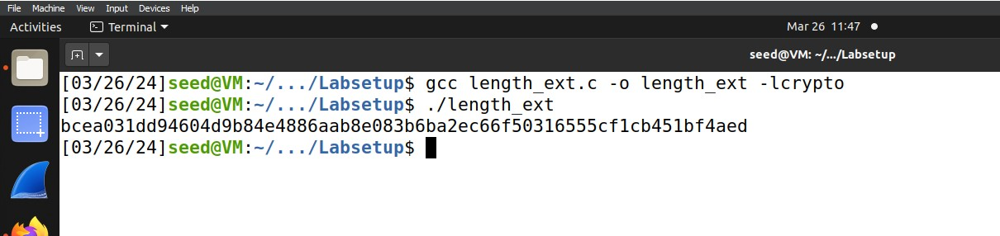 File Machine View Input Devices Help
Activities Terminal Mar 26 11:47
seed@VM: ~/.../Labsetup
[03/26/24]seed@VM:~/.../Labsetup$ gcc length_ext.c -o length_ext -lcrypto
[03/26/24]seed@VM:~/.../Labsetup$ ./length_ext
bcea031dd94604d9b84e4886aab8e083b6ba2ec66f50316555cf1cb451bf4aed
[03/26/24]seed@VM:~/.../Labsetup$